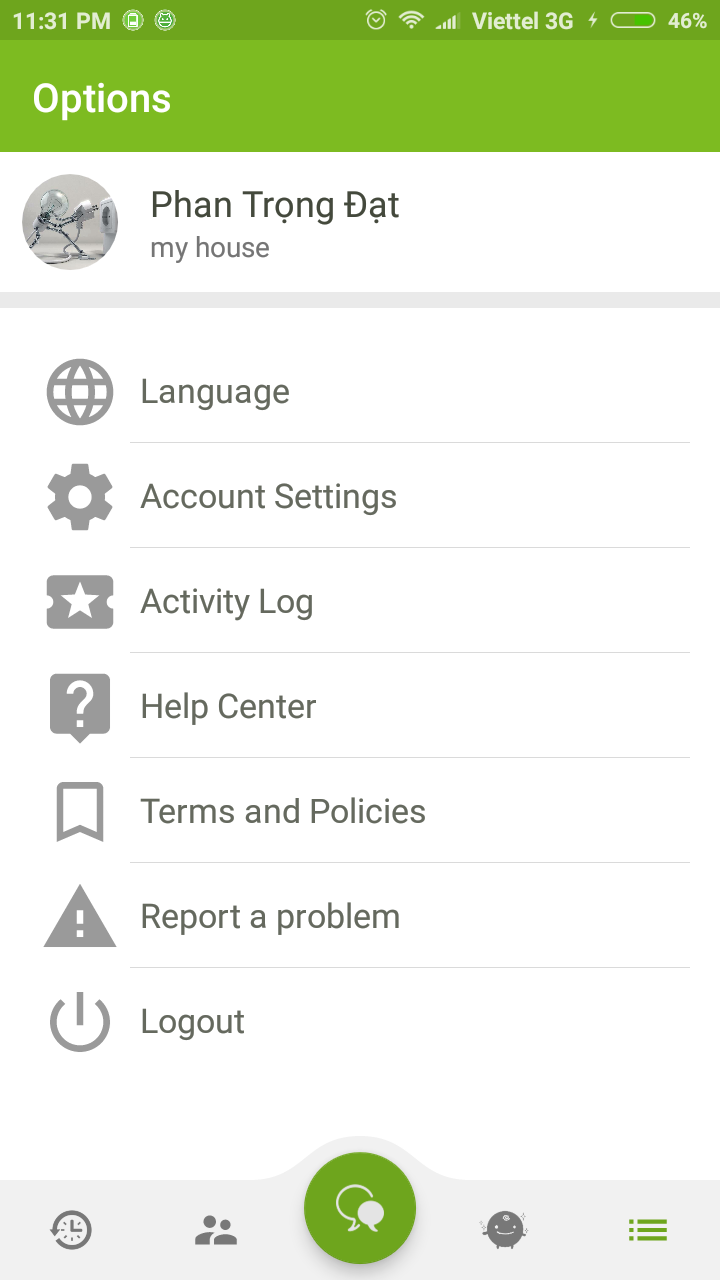 11:31 PM Viettel 3G 46%
Options
Phan Trọng Đạt
my house
Language
Account Settings
Activity Log
Help Center
Terms and Policies
Report a problem
Logout